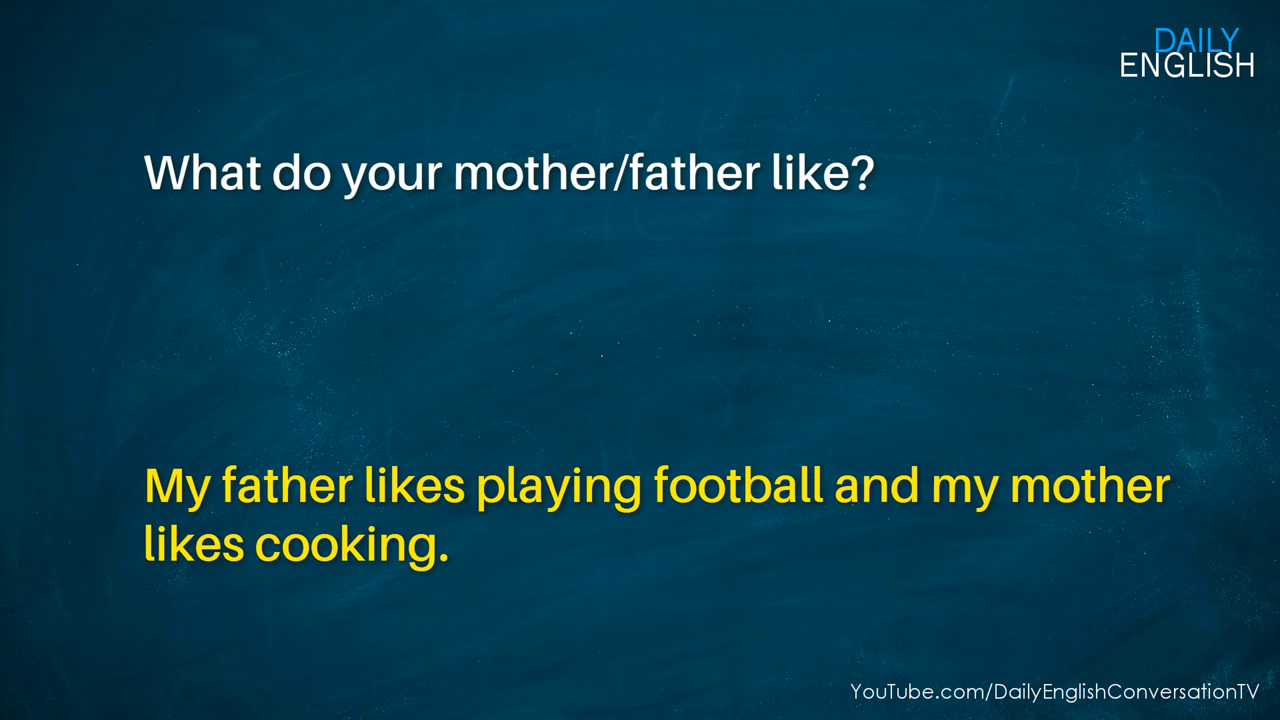 DAILY
ENGLISH
What do your mother/father like?
My father likes playing football and my mother
likes cooking.
YouTube.com/DailyEnglishConversationTV